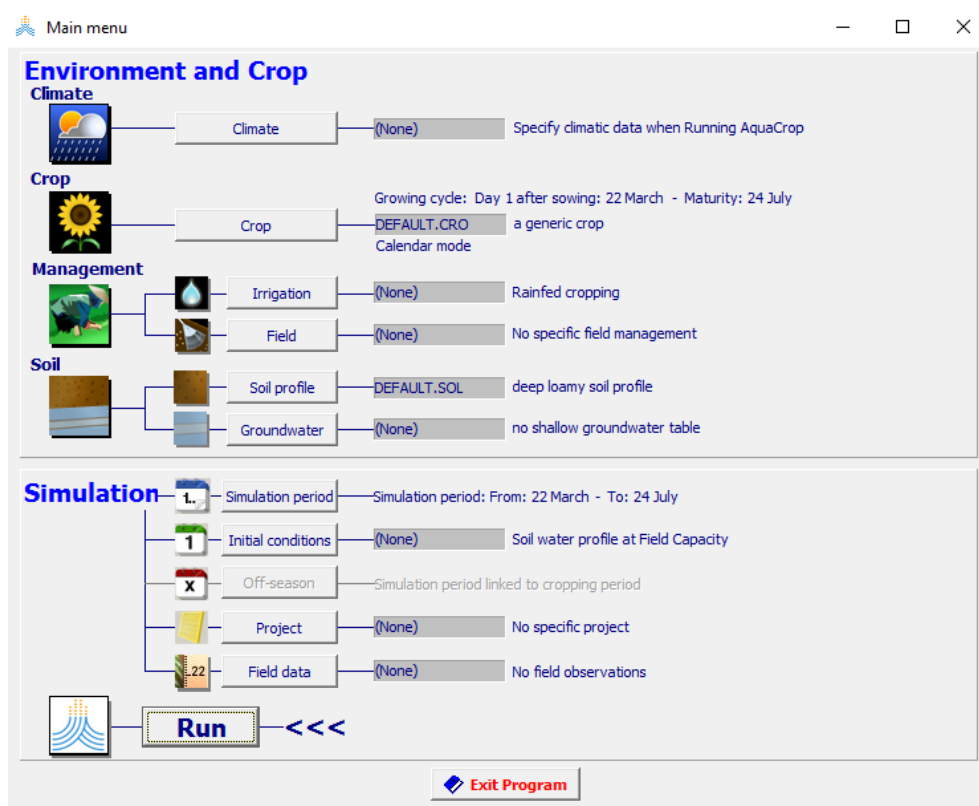 Main menu
Environment and Crop
Climate
Climate (None) Specify climatic data when Running AquaCrop
Crop
Growing cycle: Day 1 after sowing: 22 March - Maturity: 24 July
Crop DEFAULT.CRO a generic crop
Calendar mode
Management
Irrigation (None) Rainfed cropping
Field (None) No specific field management
Soil
Soil profile DEFAULT.SOL deep loamy soil profile
Groundwater (None) no shallow groundwater table
Simulation 1.. Simulation period Simulation period: From: 22 March - To: 24 July
1 Initial conditions (None) Soil water profile at Field Capacity
X Off-season Simulation period linked to cropping period
Project (None) No specific project
..22 Field data (None) No field observations
Run <<<
Exit Program